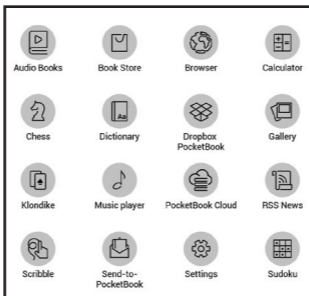 Audio Books Book Store Browser Calculator
Chess Dictionary Dropbox PocketBook Gallery
Klondike Music player PocketBook Cloud RSS News
Scribble Send-to-PocketBook Settings Sudoku